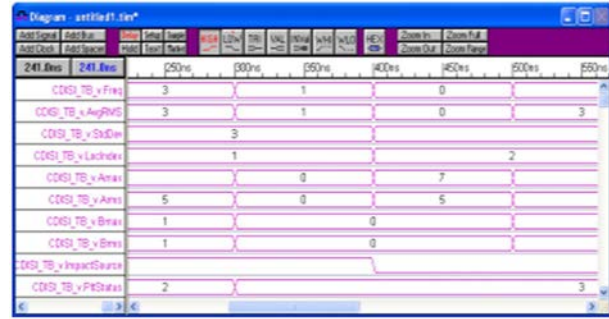 Diagram - untitled1.tim*
Add Signal Add Bus Delay Setup Sample HIGH LOW TRI VAL INVal WHI WLO HEX Zoom In Zoom Full
Add Clock Add Spacer Hold Text Marker Zoom Out Zoom Range
241.0ns 241.0ns 250ns 300ns 350ns 400ns 450ns 500ns 550ns
CDISI_TB_v.Freq 3 1 0
CDISI_TB_v.AvgRMS 3 1 0 3
CDISI_TB_v.StdDev 3
CDISI_TB_v.LocIndex 1 2
CDISI_TB_v.Amax 0 7
CDISI_TB_v.Arms 5 0 5
CDISI_TB_v.Bmax 1 0
CDISI_TB_v.Brms 1 0
CDISI_TB_v.ImpactSource
CDISI_TB_v.PltStatus 2 3